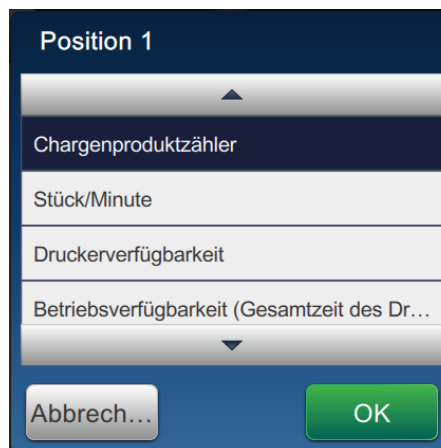 Position 1
Chargenproduktzähler
Stück/Minute
Druckerverfügbarkeit
Betriebsverfügbarkeit (Gesamtzeit des Dr...
Abbrech...
OK